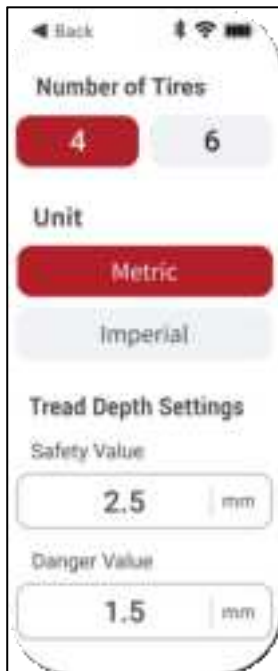 Back
Number of Tires
4 6
Unit
Metric
Imperial
Tread Depth Settings
Safety Value
2.5 mm
Danger Value
1.5 mm